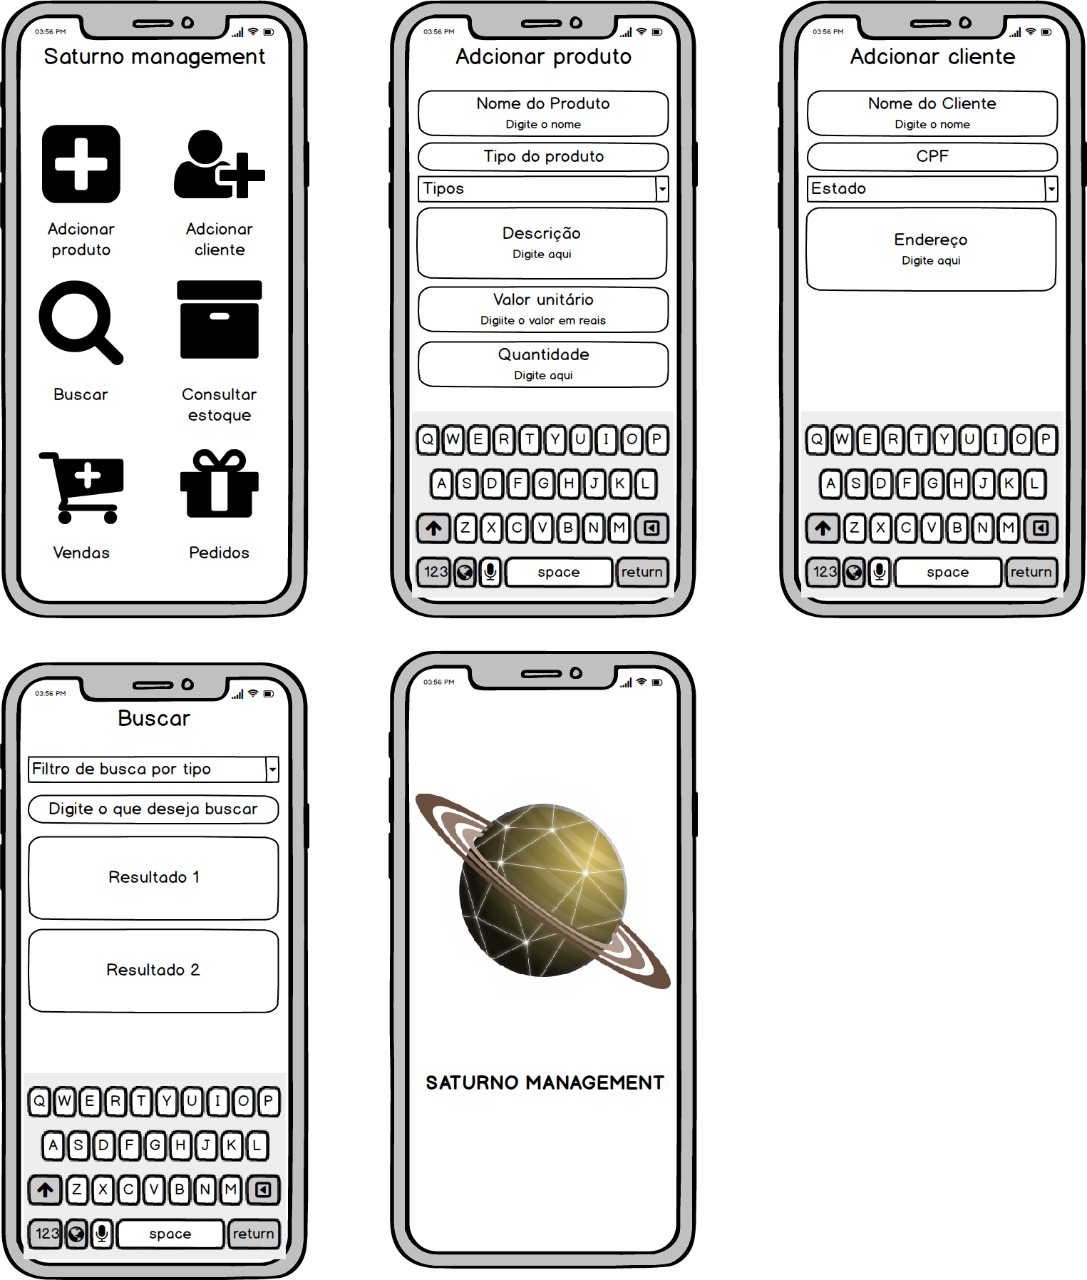 03:56 PM
Saturno management
Adcionar
produto
Adcionar
cliente
Buscar
Consultar
estoque
Vendas
Pedidos
03:56 PM
Adcionar produto
Nome do Produto
Digite o nome
Tipo do produto
Tipos
Descrição
Digite aqui
Valor unitário
Digiite o valor em reais
Quantidade
Digite aqui
Q W E R T Y U I O P
A S D F G H J K L
Z X C V B N M
123 space return
03:56 PM
Adcionar cliente
Nome do Cliente
Digite o nome
CPF
Estado
Endereço
Digite aqui
Q W E R T Y U I O P
A S D F G H J K L
Z X C V B N M
123 space return
03:56 PM
Buscar
Filtro de busca por tipo
Digite o que deseja buscar
Resultado 1
Resultado 2
Q W E R T Y U I O P
A S D F G H J K L
Z X C V B N M
123 space return
03:56 PM
SATURNO MANAGEMENT